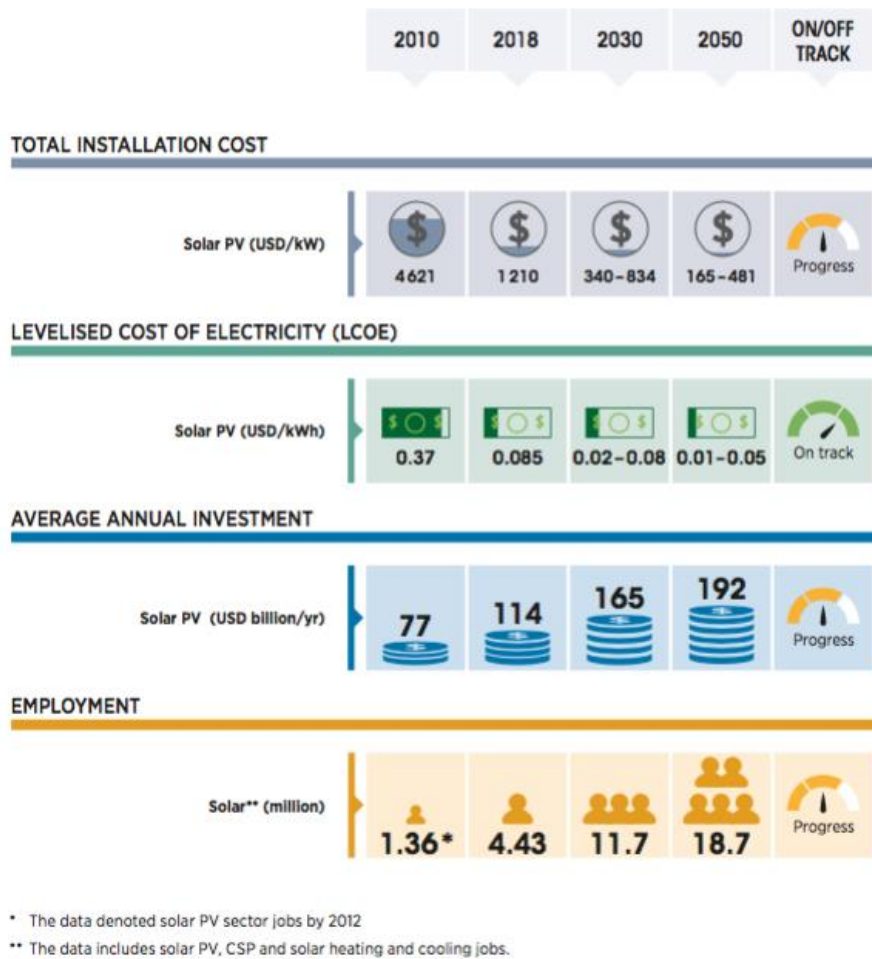 2010 2018 2030 2050 ON/OFF TRACK
TOTAL INSTALLATION COST
Solar PV (USD/kW)
$ $ $ $
4621 1210 340-834 165-481 Progress
LEVELISED COST OF ELECTRICITY (LCOE)
Solar PV (USD/kWh)
$ $ $ $ $ $ $ $
0.37 0.085 0.02-0.08 0.01-0.05 On track
AVERAGE ANNUAL INVESTMENT
Solar PV (USD billion/yr)
77 114 165 192 Progress
EMPLOYMENT
Solar** (million)
1.36* 4.43 11.7 18.7 Progress
* The data denoted solar PV sector jobs by 2012
** The data includes solar PV, CSP and solar heating and cooling jobs.